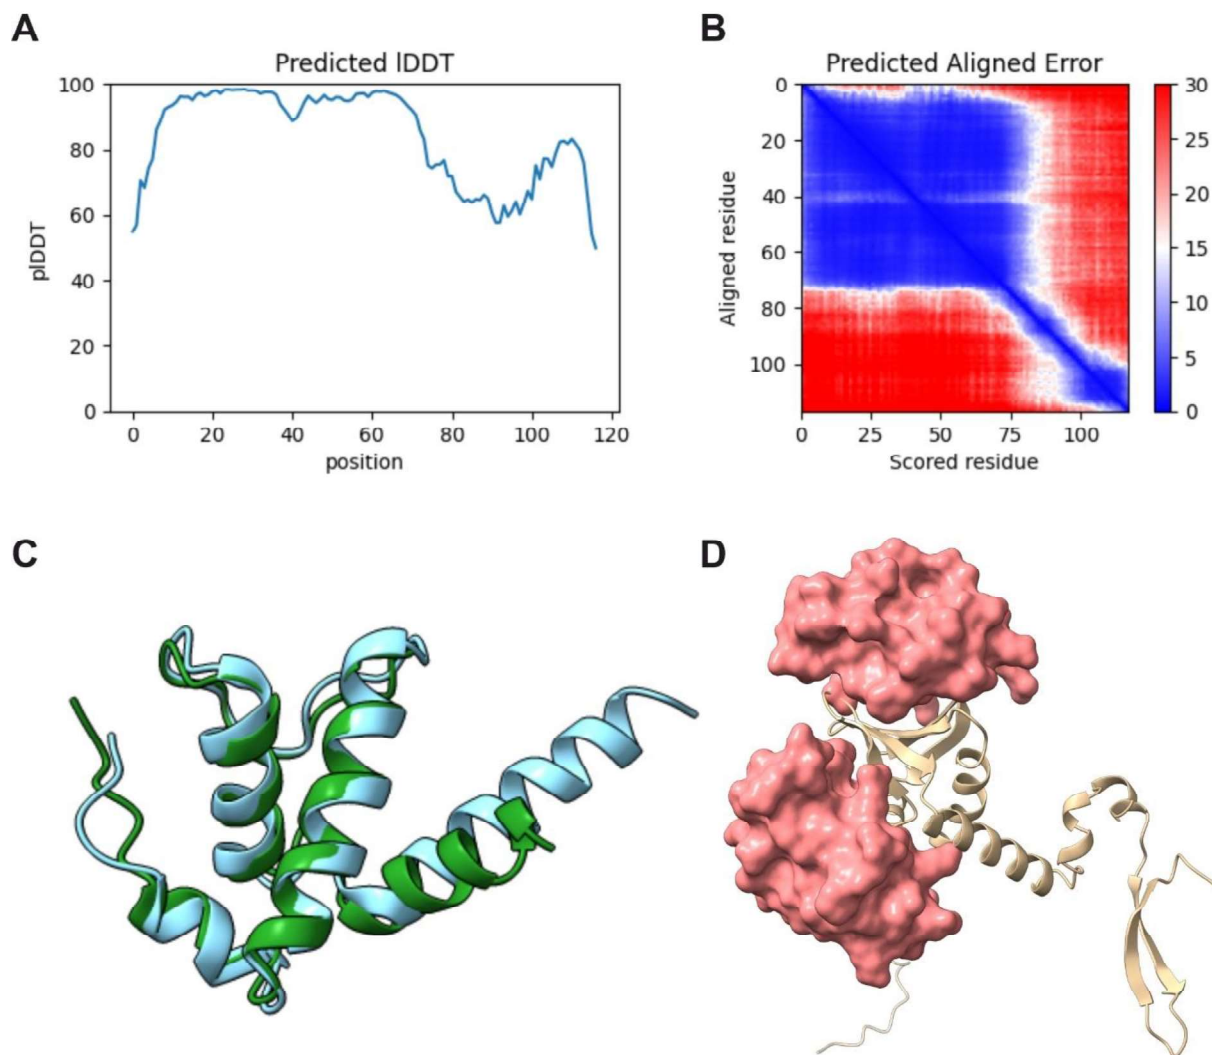 A
Predicted lDDT
plDDT
100
80
60
40
20
0
0 20 40 60 80 100 120
position
B
Predicted Aligned Error
Aligned residue
0
20
40
60
80
100
0 25 50 75 100
Scored residue
30
25
20
15
10
5
0
C
D